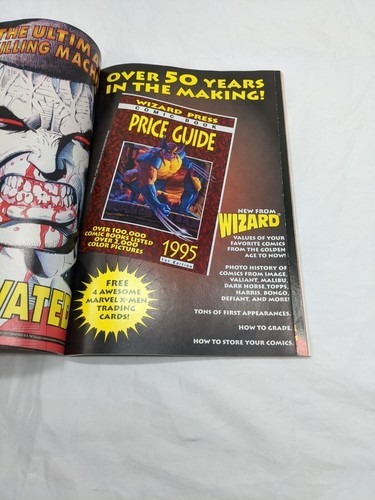 THE ULTIMA
ILLING MACHI
VATE
OVER 50 YEARS
IN THE MAKING!
WIZARD PRESS
COMIC BOOK
PRICE GUIDE
OVER 100,000
COMIC BOOKS LISTED
OVER 2,000
COLOR PICTURES
1995
1st Edition
FREE
4 AWESOME
MARVEL X-MEN
TRADING
CARDS!
NEW FROM
WIZARD
VALUES OF YOUR
FAVORITE COMICS
FROM THE GOLDEN
AGE TO NOW!
PHOTO HISTORY OF
COMICS FROM IMAGE,
VALIANT, MALIBU,
DARK HORSE,TOPPS,
HARRIS, BONGO,
DEFIANT, AND MORE!
TONS OF FIRST APPEARANCES.
HOW TO GRADE.
HOW TO STORE YOUR COMICS.